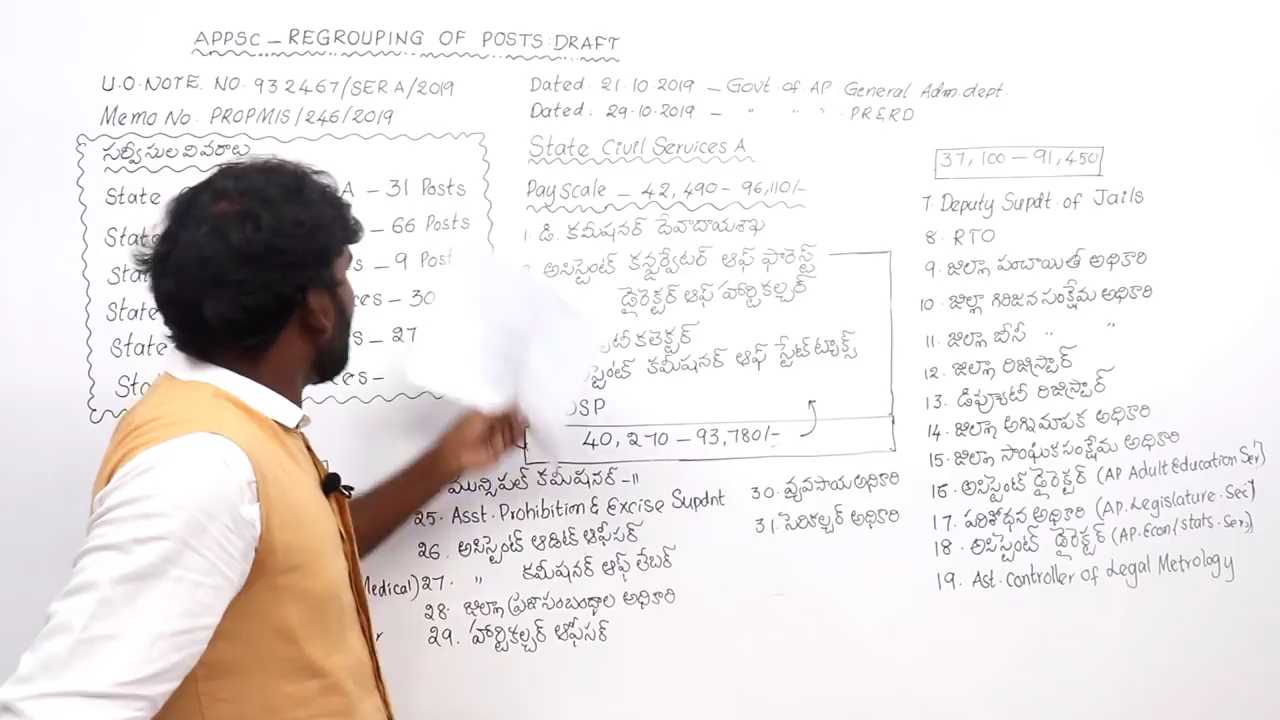 APPSC – REGROUPING OF POSTS: DRAFT
U.O. NOTE. NO. 932467/SER.A/2019
Dated: 21.10.2019 – Govt of AP General Adm. dept.
Memo No. PROPMIS/246/2019
Dated: 29.10.2019 – " " " PR&RD
సర్వీసుల వివరాలు
State A – 31 Posts
State – 66 Posts
State – 9 Post
State ces – 30
State s – 27
ces –
State Civil Services A
Pay scale – 42,490 – 96,110/-
1. డి. కమీషనర్ దేవాదాయశాఖ
అసిస్టెంట్ కన్జర్వేటర్ ఆఫ్ ఫారెస్ట్
డైరెక్టర్ ఆఫ్ హార్టికల్చర్
కలెక్టర్
కమీషనర్ ఆఫ్ స్టేట్ ట్యాక్స్
DSP
40,270 – 93,780/-
37,100 – 91,450
7. Deputy Supdt. of Jails
8. RTO
9. జిల్లా పంచాయితీ అధికారి
10. జిల్లా గిరిజన సంక్షేమ అధికారి
11. జిల్లా బీసీ " "
12. జిల్లా రిజిస్ట్రార్
13. డిప్యూటీ రిజిస్ట్రార్
14. జిల్లా అగ్నిమాపక అధికారి
15. జిల్లా సాంఘిక సంక్షేమ అధికారి
16. అసిస్టెంట్ డైరెక్టర్ (AP Adult Education Ser)
17. పరిశోధన అధికారి (AP. Legislature. Sec)
18. అసిస్టెంట్ డైరెక్టర్ (AP. Econ/Stats. Ser)
19. Ast. Controller of Legal Metrology
మున్సిపల్ కమీషనర్ – II
25. Asst. Prohibition & Excise Supdnt
26. అసిస్టెంట్ ఆడిట్ ఆఫీసర్
Medical)
27. " కమీషనర్ ఆఫ్ లేబర్
28. జిల్లా ప్రజాసంబంధాల అధికారి
29. హార్టికల్చర్ ఆఫీసర్
30. వ్యవసాయ అధికారి
31. సెరికల్చర్ అధికారి